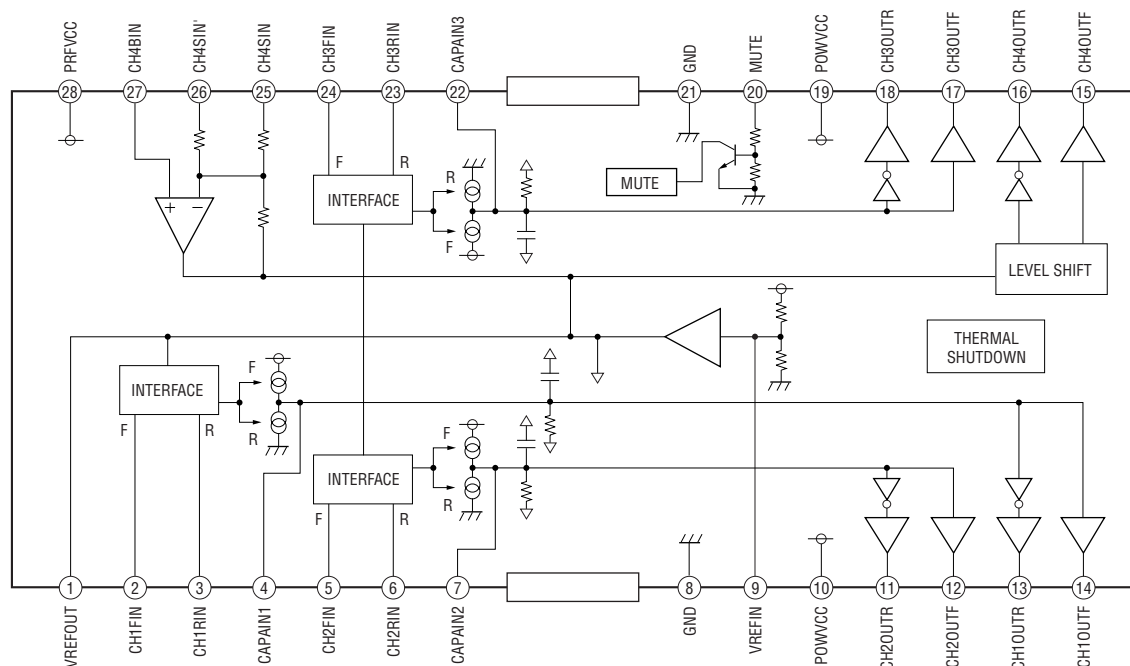 PRFVCC
CH4BIN
CH4SIN'
CH4SIN
CH3FIN
CH3RIN
CAPAIN3
GND
MUTE
POWVCC
CH3OUTR
CH3OUTF
CH4OUTR
CH4OUTF
28
27
26
25
24
23
22
21
20
19
18
17
16
15
F
R
+
−
INTERFACE
R
F
MUTE
LEVEL SHIFT
THERMAL
SHUTDOWN
INTERFACE
F
R
F
R
INTERFACE
F
R
F
R
1
2
3
4
5
6
7
8
9
10
11
12
13
14
VREFOUT
CH1FIN
CH1RIN
CAPAIN1
CH2FIN
CH2RIN
CAPAIN2
GND
VREFIN
POWVCC
CH2OUTR
CH2OUTF
CH1OUTR
CH1OUTF